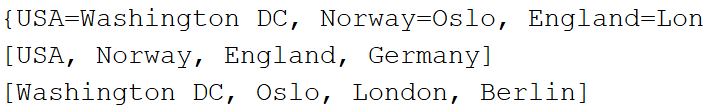 {USA=Washington DC, Norway=Oslo, England=Lon
[USA, Norway, England, Germany]
[Washington DC, Oslo, London, Berlin]